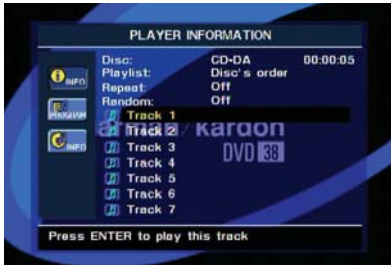 PLAYER INFORMATION
Disc: CD-DA 00:00:05
Playlist: Disc's order
Repeat: Off
Random: Off
INFO
PROGRAM
INFO
Track 1
Track 2
Track 3
Track 4
Track 5
Track 6
Track 7
harman/kardon
DVD 38
Press ENTER to play this track